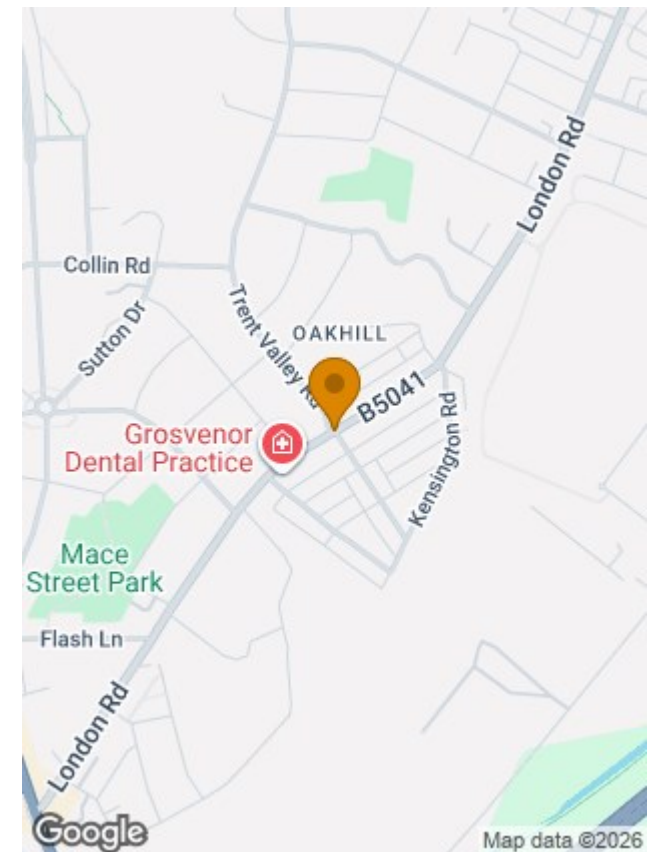 London Rd
Collin Rd
Sutton Dr
Trent Valley Rd
OAKHILL
B5041
Grosvenor
Dental Practice
Kensington Rd
Mace
Street Park
Flash Ln
London Rd
Google
Map data ©2026